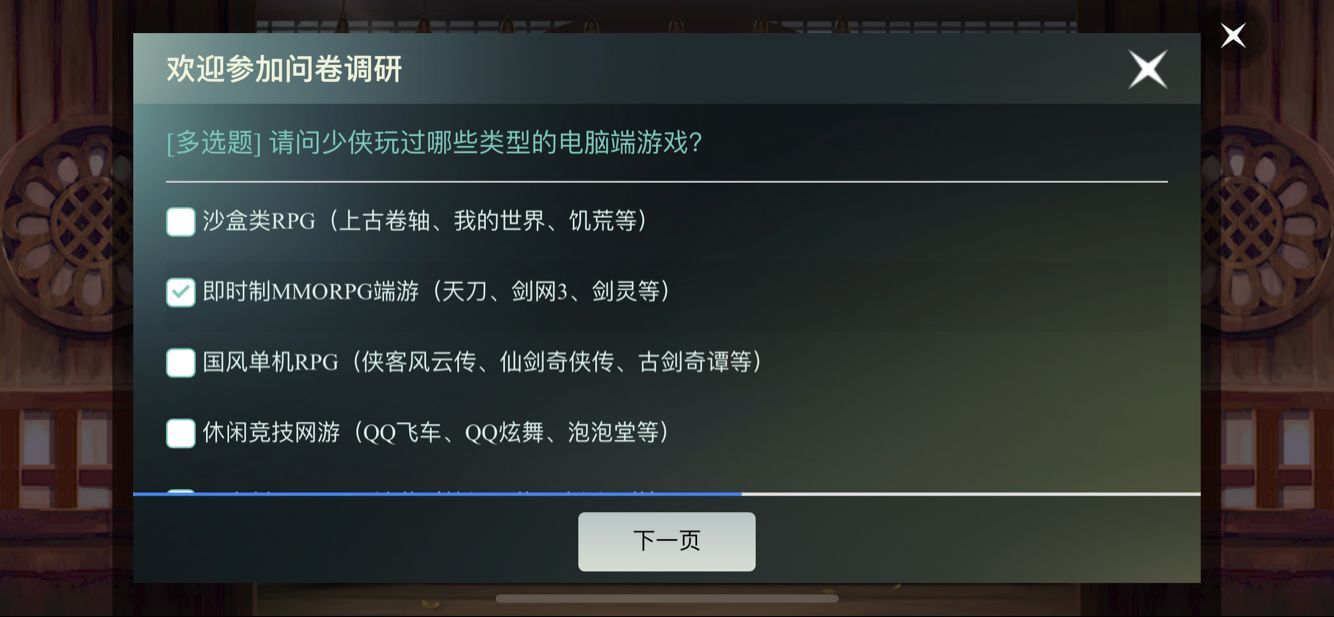 欢迎参加问卷调研
[多选题] 请问少侠玩过哪些类型的电脑端游戏?
沙盒类RPG（上古卷轴、我的世界、饥荒等）
即时制MMORPG端游（天刀、剑网3、剑灵等）
国风单机RPG（侠客风云传、仙剑奇侠传、古剑奇谭等）
休闲竞技网游（QQ飞车、QQ炫舞、泡泡堂等）
下一页